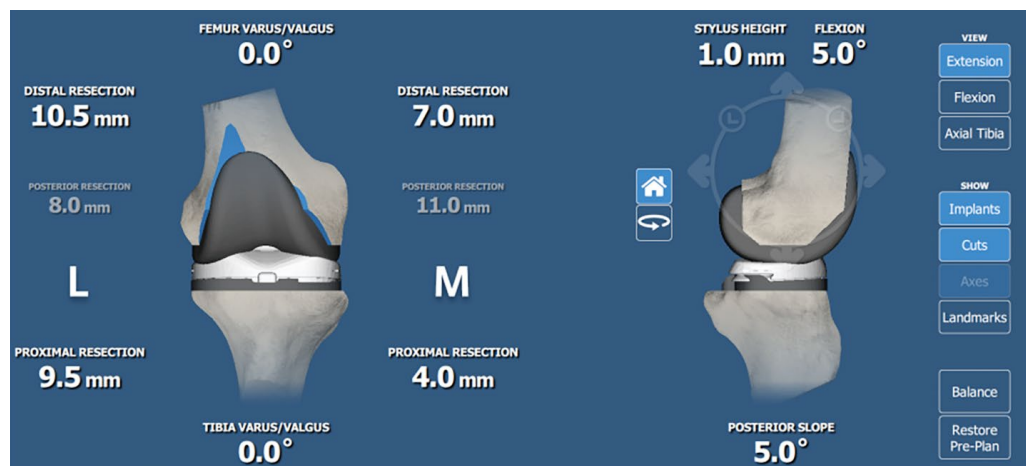 FEMUR VARUS/VALGUS
0.0°
STYLUS HEIGHT
1.0 mm
FLEXION
5.0°
DISTAL RESECTION
10.5 mm
DISTAL RESECTION
7.0 mm
POSTERIOR RESECTION
8.0 mm
POSTERIOR RESECTION
11.0 mm
L
M
PROXIMAL RESECTION
9.5 mm
PROXIMAL RESECTION
4.0 mm
TIBIA VARUS/VALGUS
0.0°
POSTERIOR SLOPE
5.0°
VIEW
Extension
Flexion
Axial Tibia
SHOW
Implants
Cuts
Axes
Landmarks
Balance
Restore
Pre-Plan